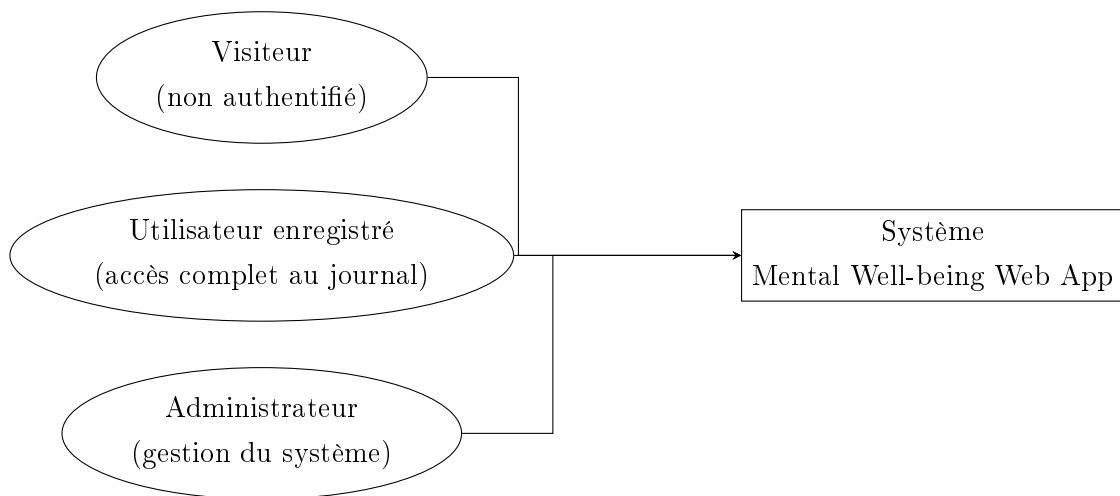 Visiteur
(non authentifié)
Utilisateur enregistré
(accès complet au journal)
Système
Mental Well-being Web App
Administrateur
(gestion du système)